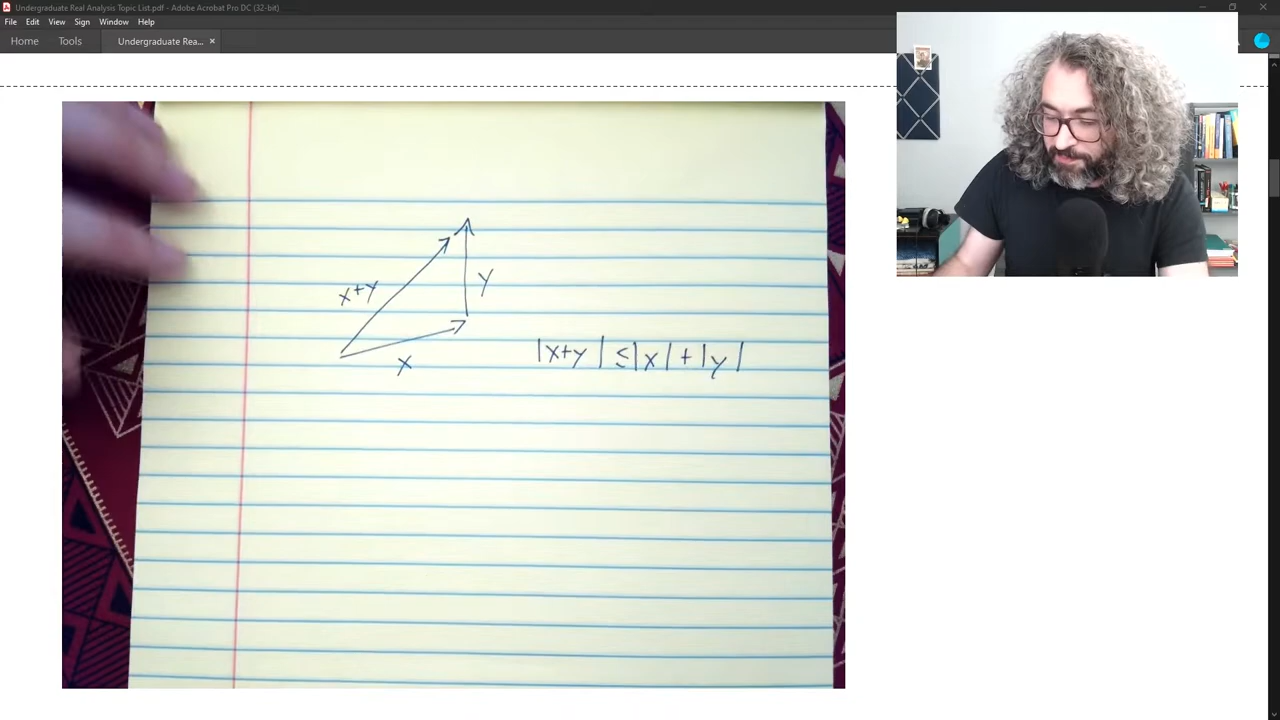 Undergraduate Real Analysis Topic List.pdf - Adobe Acrobat Pro DC (32-bit)
File Edit View Sign Window Help
Home Tools Undergraduate Rea... ×
x+y
y
x
|x+y| ≤ |x| + |y|